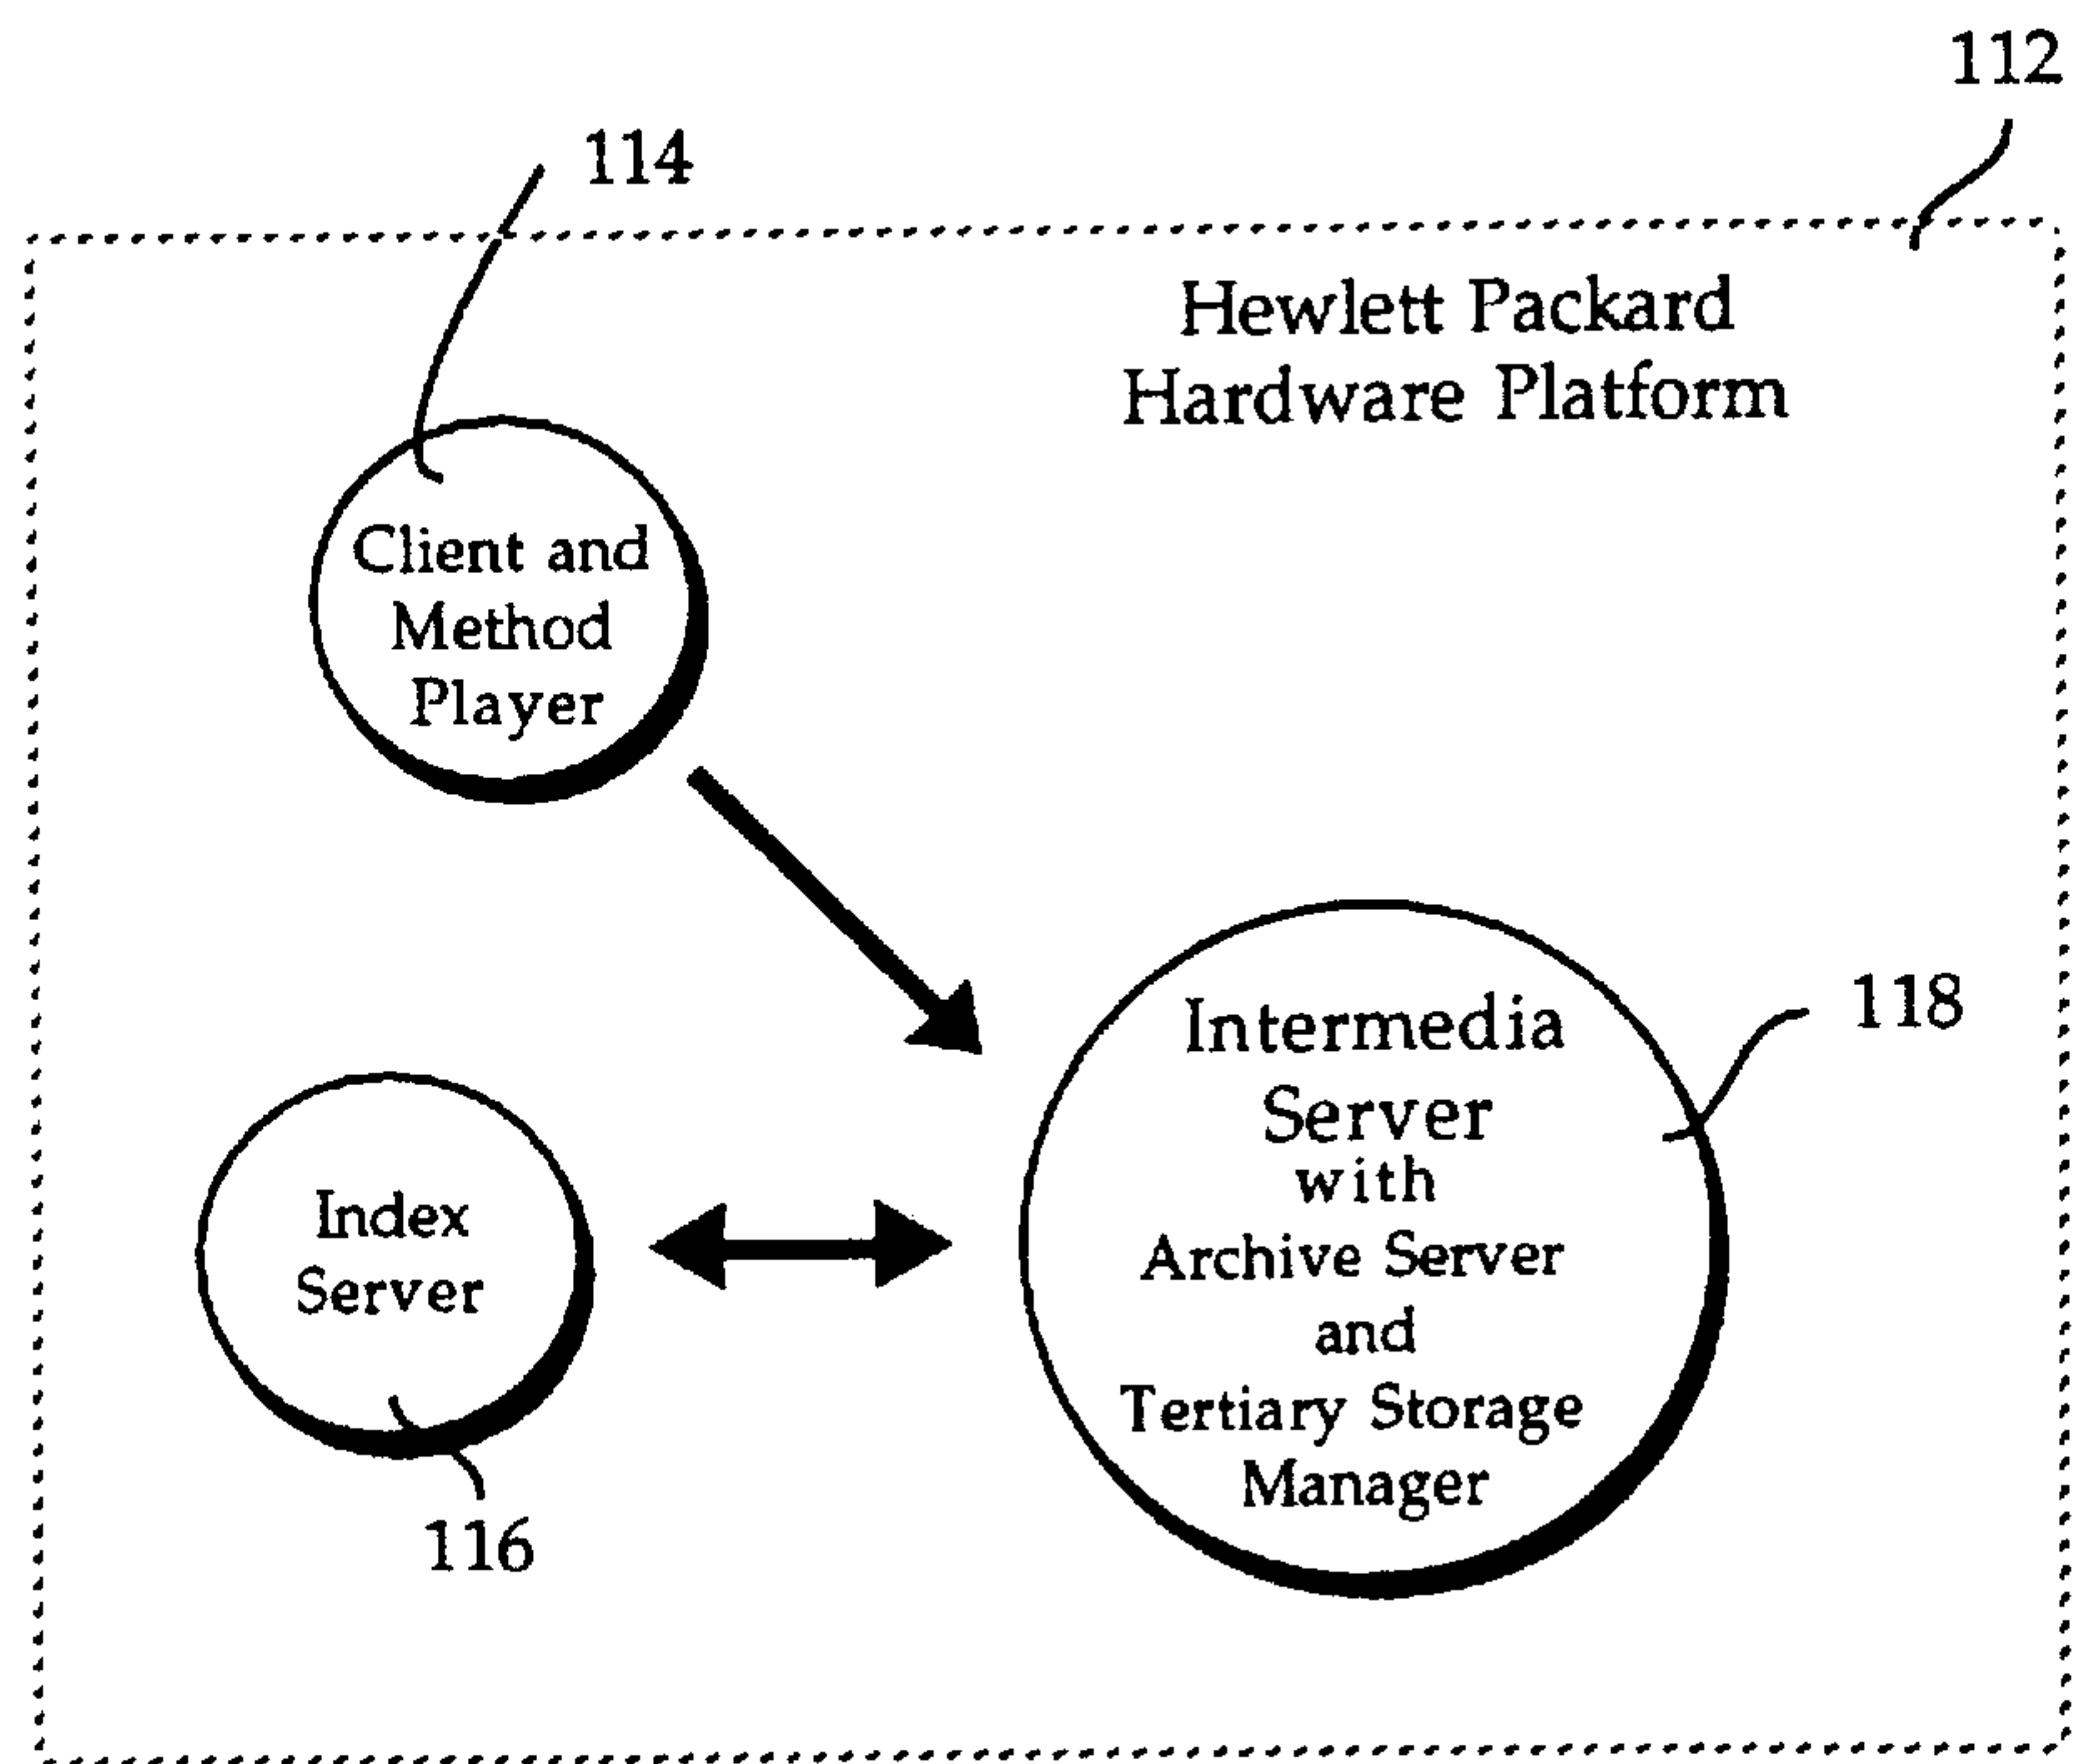 112
114
Hewlett Packard
Hardware Platform
Client and
Method
Player
Intermedia
Server
with
Archive Server
and
Tertiary Storage
Manager
118
Index
Server
116